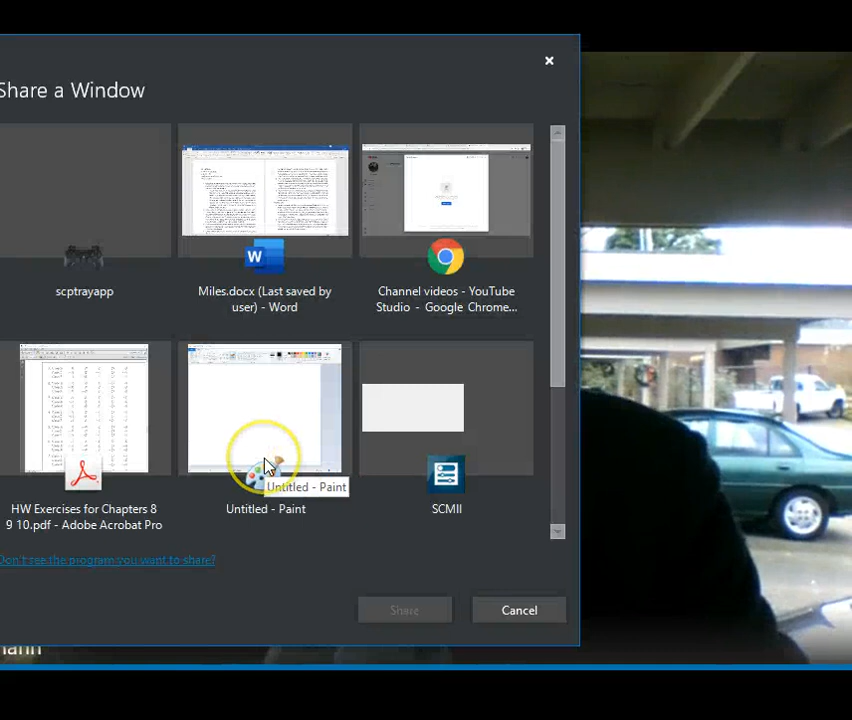 Share a Window
scptrayapp
Miles.docx (Last saved by
user) - Word
Channel videos - YouTube
Studio - Google Chrome...
W
Untitled - Paint
HW Exercises for Chapters 8
9 10.pdf - Adobe Acrobat Pro
Untitled - Paint
SCMII
Don't see the program you want to share?
Share
Cancel